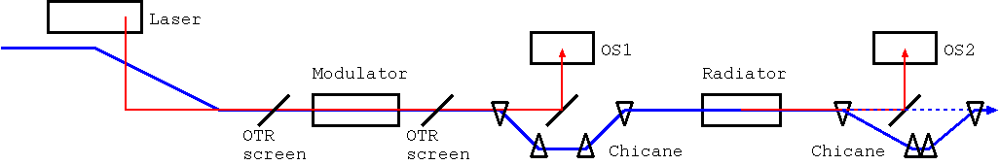 Laser
OS1
OS2
Modulator
Radiator
OTR
screen
OTR
screen
Chicane
Chicane